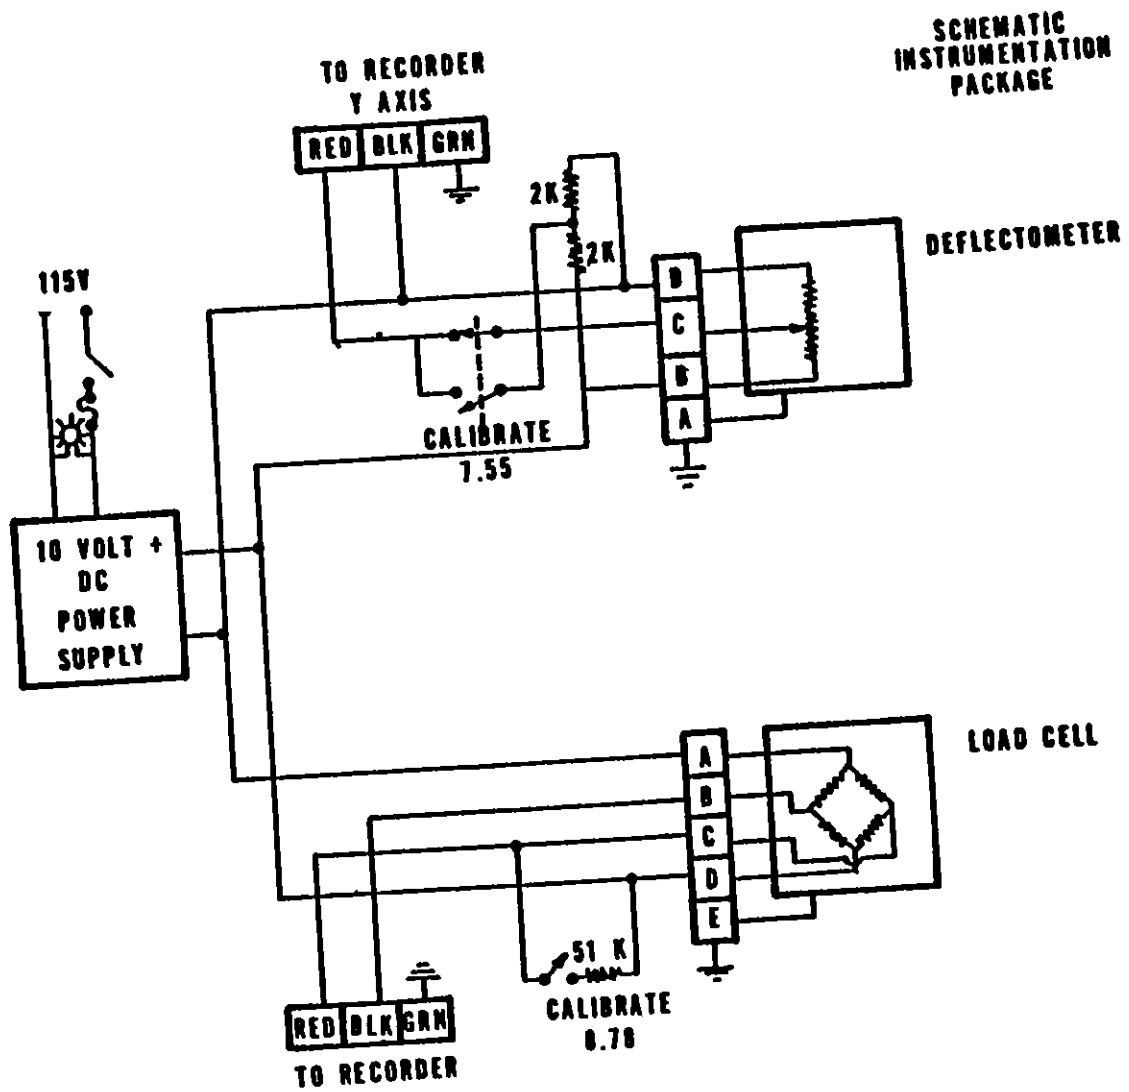 SCHEMATIC
INSTRUMENTATION
PACKAGE
TO RECORDER
Y AXIS
RED BLK GRN
2K
2K
DEFLECTOMETER
115V
D
C
B
A
CALIBRATE
7.55
10 VOLT +
DC
POWER
SUPPLY
LOAD CELL
A
B
C
D
E
51 K
CALIBRATE
RED BLK GRN
TO RECORDER